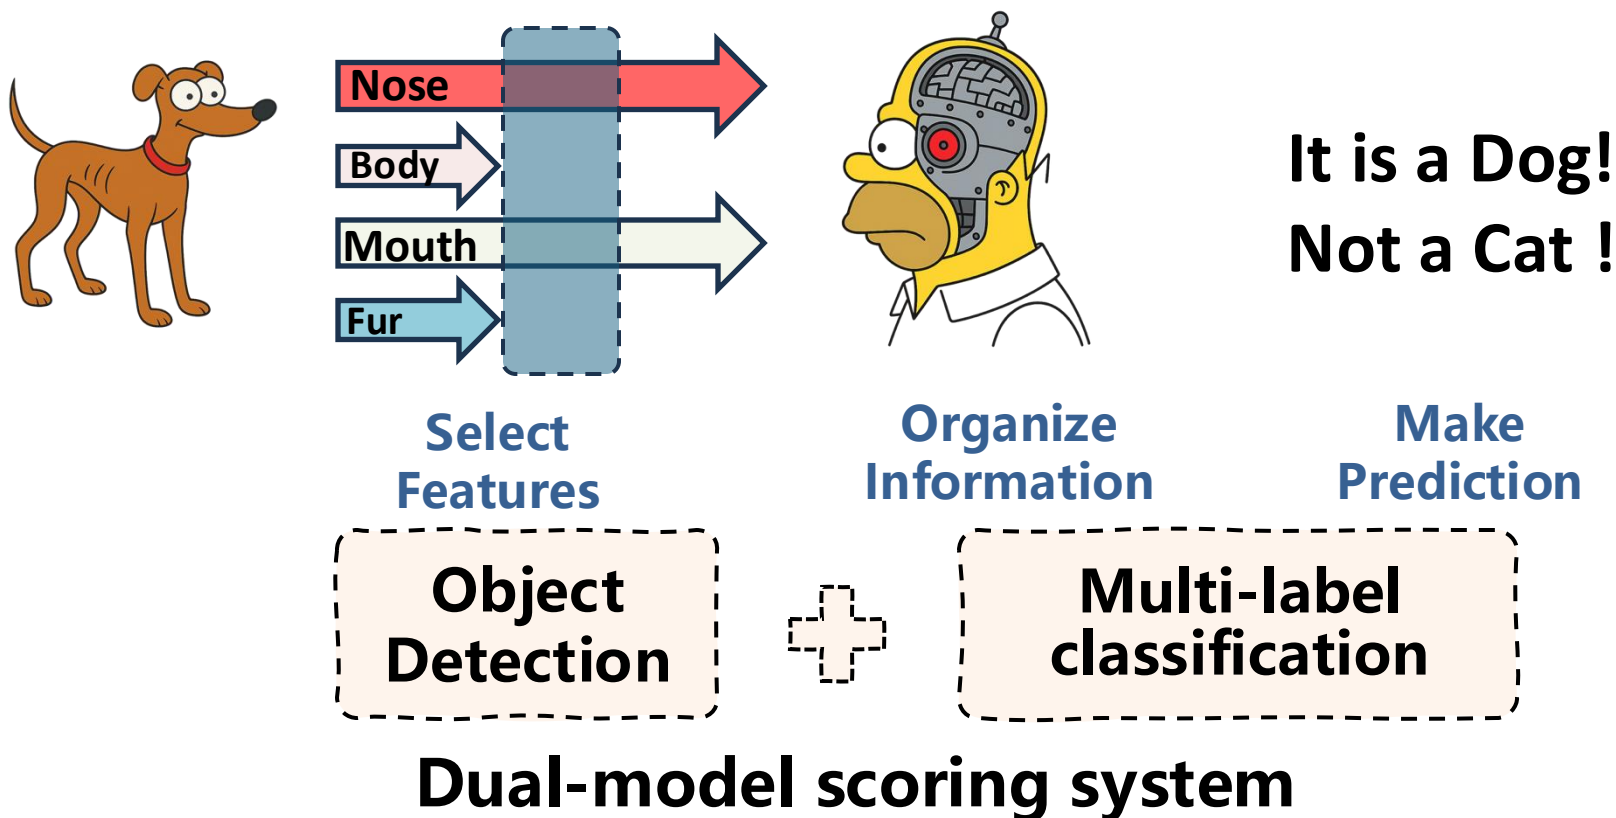 Nose
Body
Mouth
Fur
It is a Dog!
Not a Cat !
Select
Features
Organize
Information
Make
Prediction
Object
Detection
Multi-label
classification
Dual-model scoring system